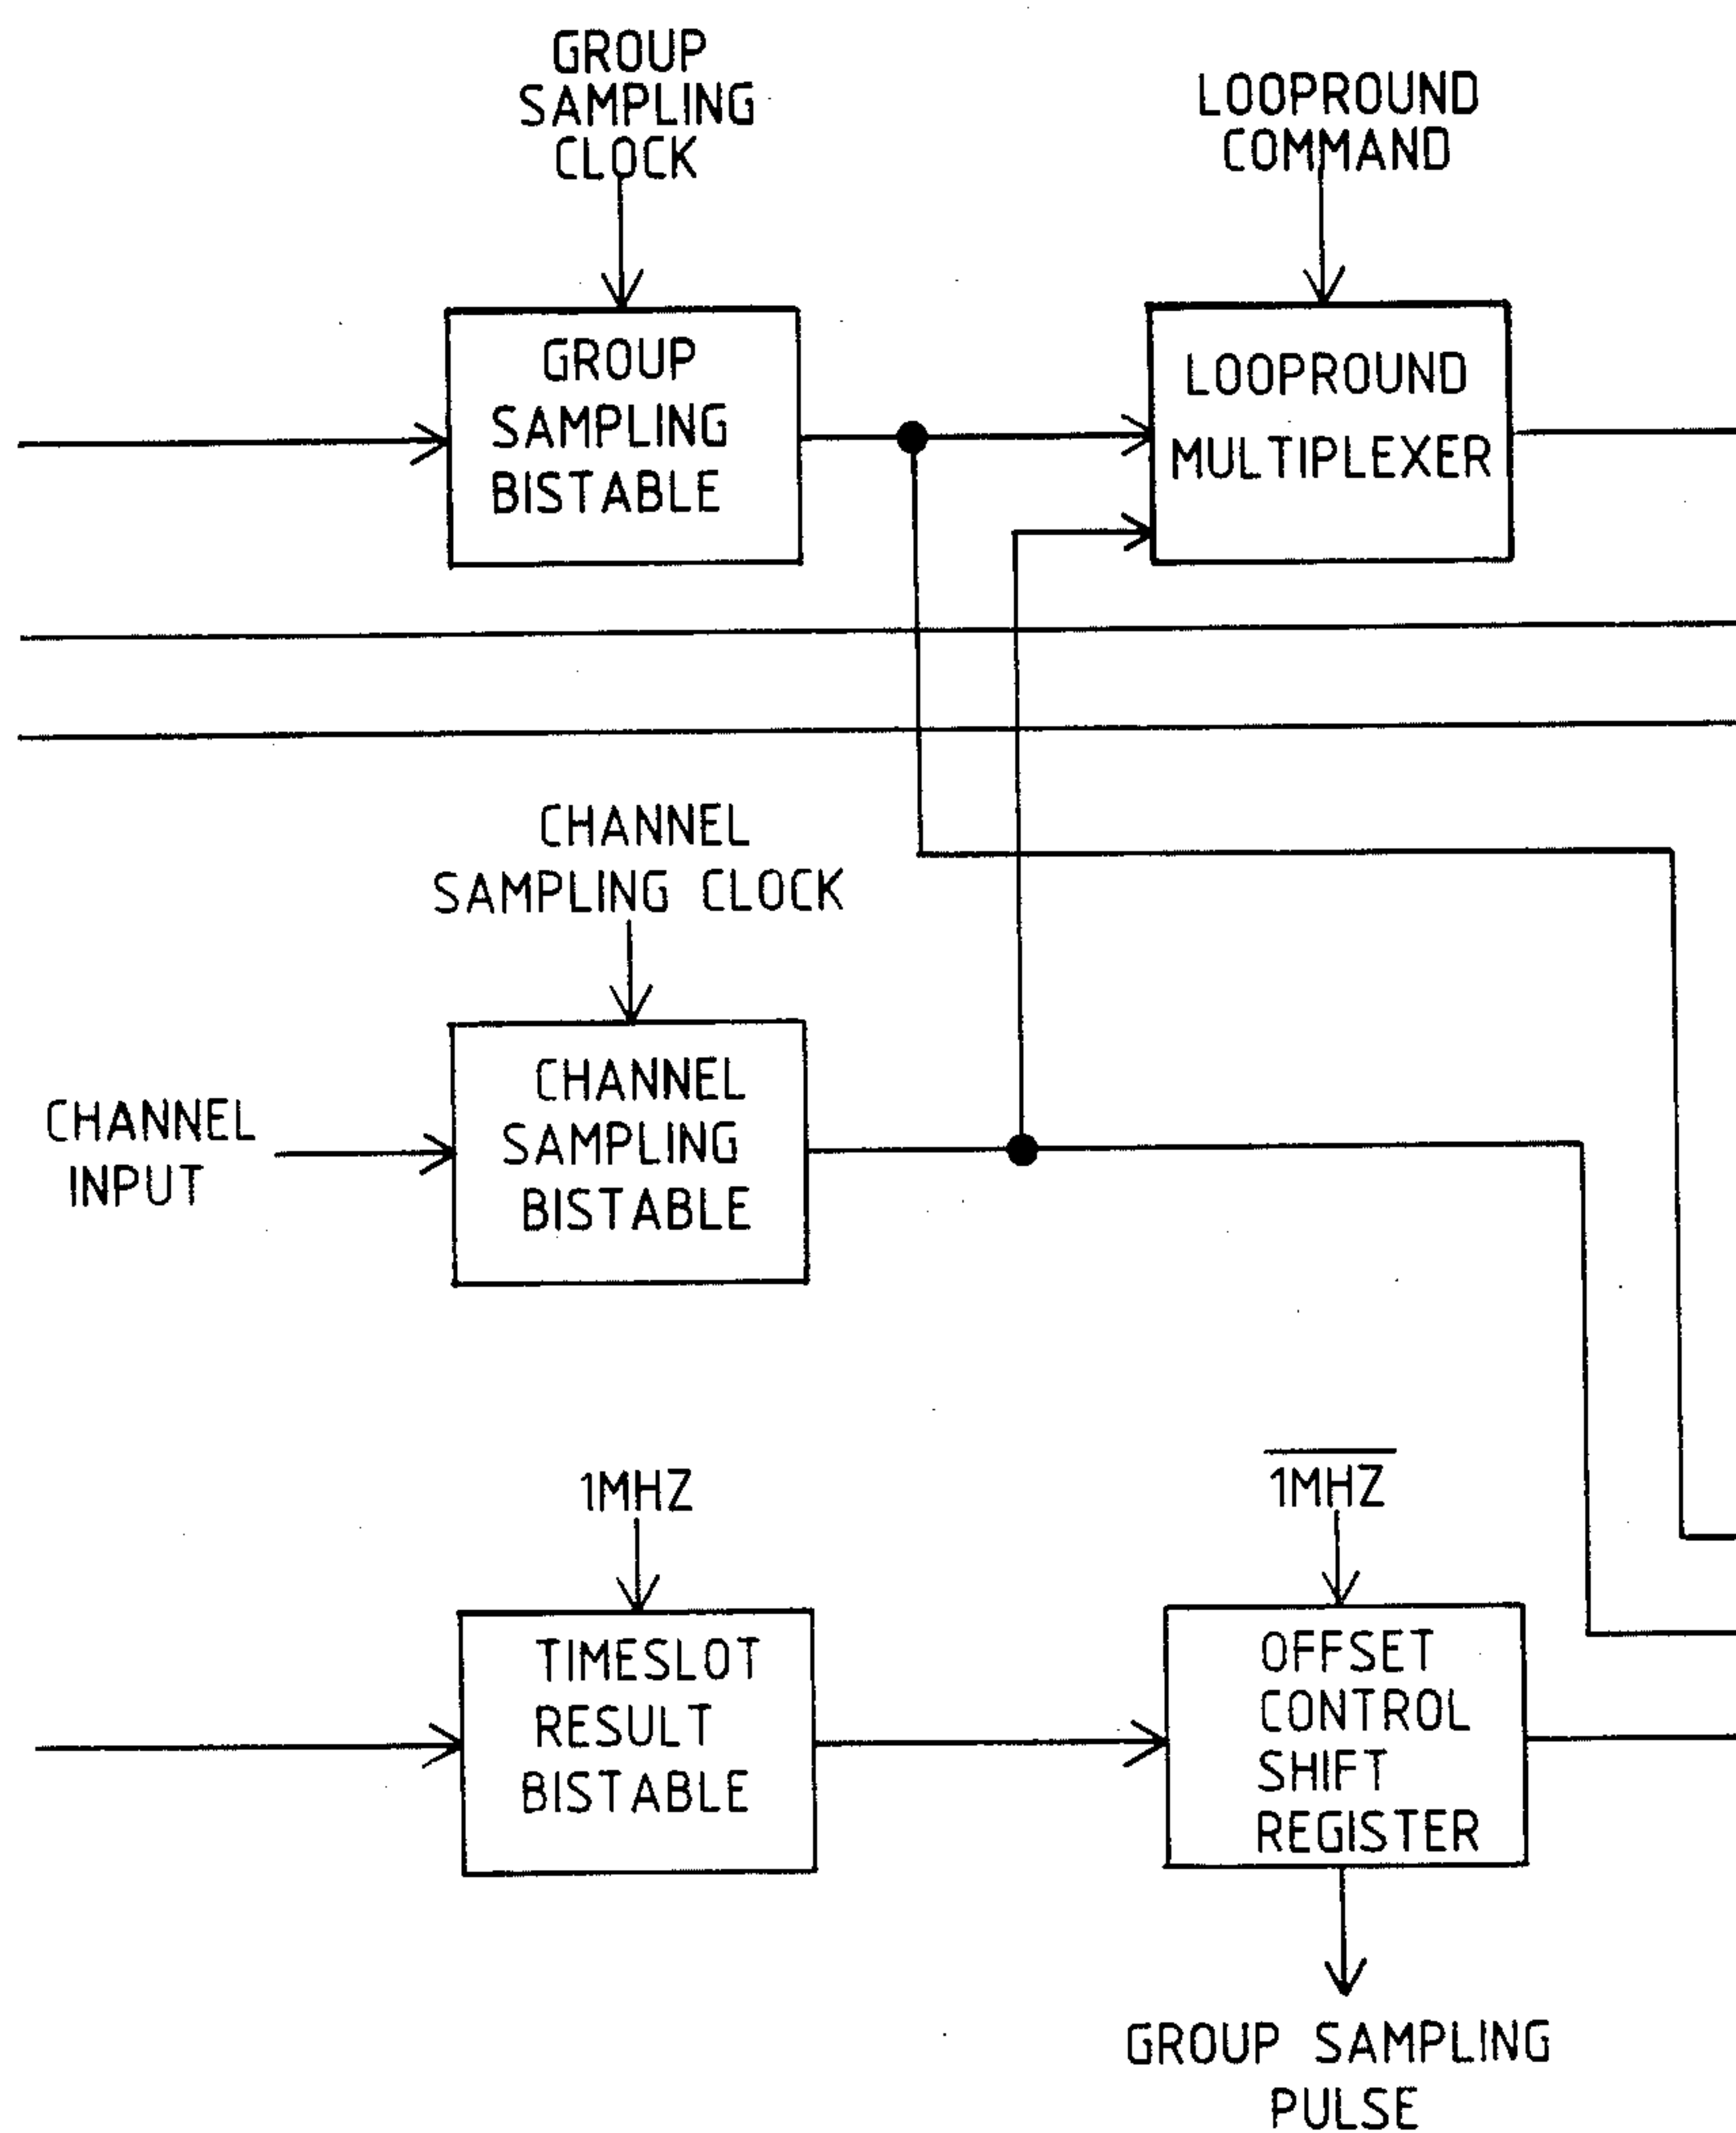 GROUP
SAMPLING
CLOCK
LOOPROUND
COMMAND
GROUP
SAMPLING
BISTABLE
LOOPROUND
MULTIPLEXER
CHANNEL
SAMPLING CLOCK
CHANNEL
INPUT
CHANNEL
SAMPLING
BISTABLE
1MHZ
1MHZ
TIMESLOT
RESULT
BISTABLE
OFFSET
CONTROL
SHIFT
REGISTER
GROUP SAMPLING
PULSE